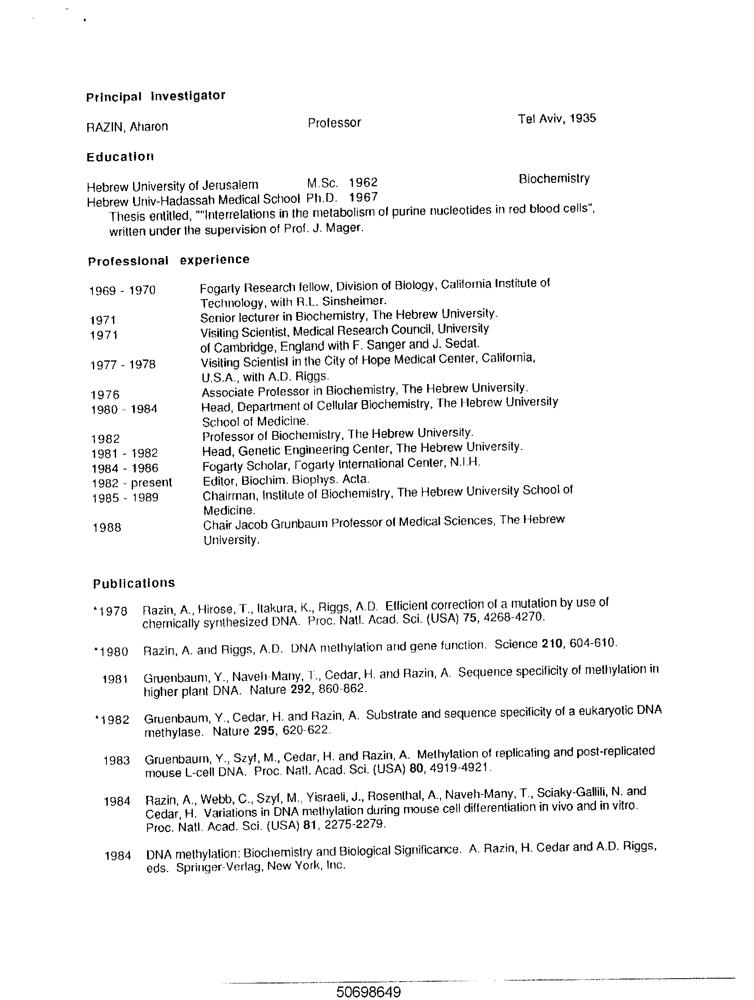 Principal Investigator
RAZIN, Aharon Professor Tel Aviv, 1935
Education
Hebrew University of Jerusalem M.Sc. 1962 Biochemistry
Hebrew Univ-Hadassah Medical School Ph.D. 1967
Thesis entitled, ""Interrelations in the metabolism of purine nucleotides in red blood cells",
written under the supervision of Prof. J. Mager.
Professional experience
1969 - 1970 Fogarty Research fellow, Division of Biology, California Institute of
Technology, with R.L. Sinsheimer.
1971 Senior lecturer in Biochemistry, The Hebrew University.
1971 Visiting Scientist, Medical Research Council, University
of Cambridge, England with F. Sanger and J. Sedat.
1977 - 1978 Visiting Scientist in the City of Hope Medical Center, California,
U.S.A., with A.D. Riggs.
1976 Associate Professor in Biochemistry, The Hebrew University.
1980 - 1984 Head, Department of Cellular Biochemistry, The Hebrew University
School of Medicine.
1982 Professor of Biochemistry, The Hebrew University.
1981 - 1982 Head, Genetic Engineering Center, The Hebrew University.
1984 - 1986 Fogarty Scholar, Fogarty International Center, N.I.H.
1982 - present Editor, Biochim. Biophys. Acta.
1985 - 1989 Chairman, Institute of Biochemistry, The Hebrew University School of
Medicine.
1988 Chair Jacob Grunbaum Professor of Medical Sciences, The Hebrew
University.
Publications
*1978 Razin, A., Hirose, T., Itakura, K., Riggs, A.D. Efficient correction of a mutation by use of
chemically synthesized DNA. Proc. Natl. Acad. Sci. (USA) 75, 4268-4270.
*1980 Razin, A. and Riggs, A.D. DNA methylation and gene function. Science 210, 604-610.
1981 Gruenbaum, Y., Naveh-Many, T., Cedar, H. and Razin, A. Sequence specificity of methylation in
higher plant DNA. Nature 292, 860-862.
*1982 Gruenbaum, Y., Cedar, H. and Razin, A. Substrate and sequence specificity of a eukaryotic DNA
methylase. Nature 295, 620-622.
1983 Gruenbaum, Y., Szyf, M., Cedar, H. and Razin, A. Methylation of replicating and post-replicated
mouse L-cell DNA. Proc. Natl. Acad. Sci. (USA) 80, 4919-4921.
1984 Razin, A., Webb, C., Szyf, M., Yisraeli, J., Rosenthal, A., Naveh-Many, T., Sciaky-Gallili, N. and
Cedar, H. Variations in DNA methylation during mouse cell differentiation in vivo and in vitro.
Proc. Natl. Acad. Sci. (USA) 81, 2275-2279.
1984 DNA methylation: Biochemistry and Biological Significance. A. Razin, H. Cedar and A.D. Riggs,
eds. Springer-Verlag, New York, Inc.
50698649